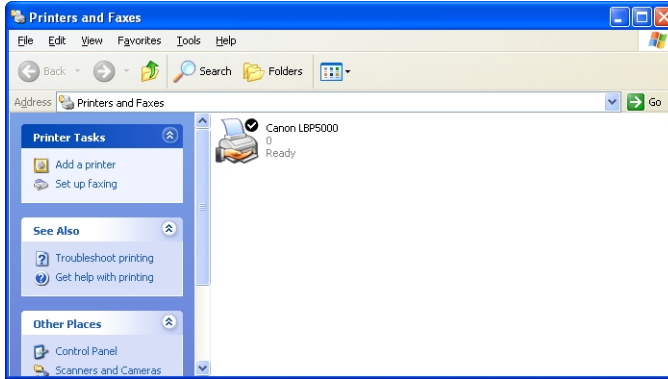 Printers and Faxes
File Edit View Favorites Tools Help
Back Search Folders
Address Printers and Faxes Go
Printer Tasks
Add a printer
Set up faxing
See Also
Troubleshoot printing
Get help with printing
Other Places
Control Panel
Scanners and Cameras
Canon LBP5000
0
Ready